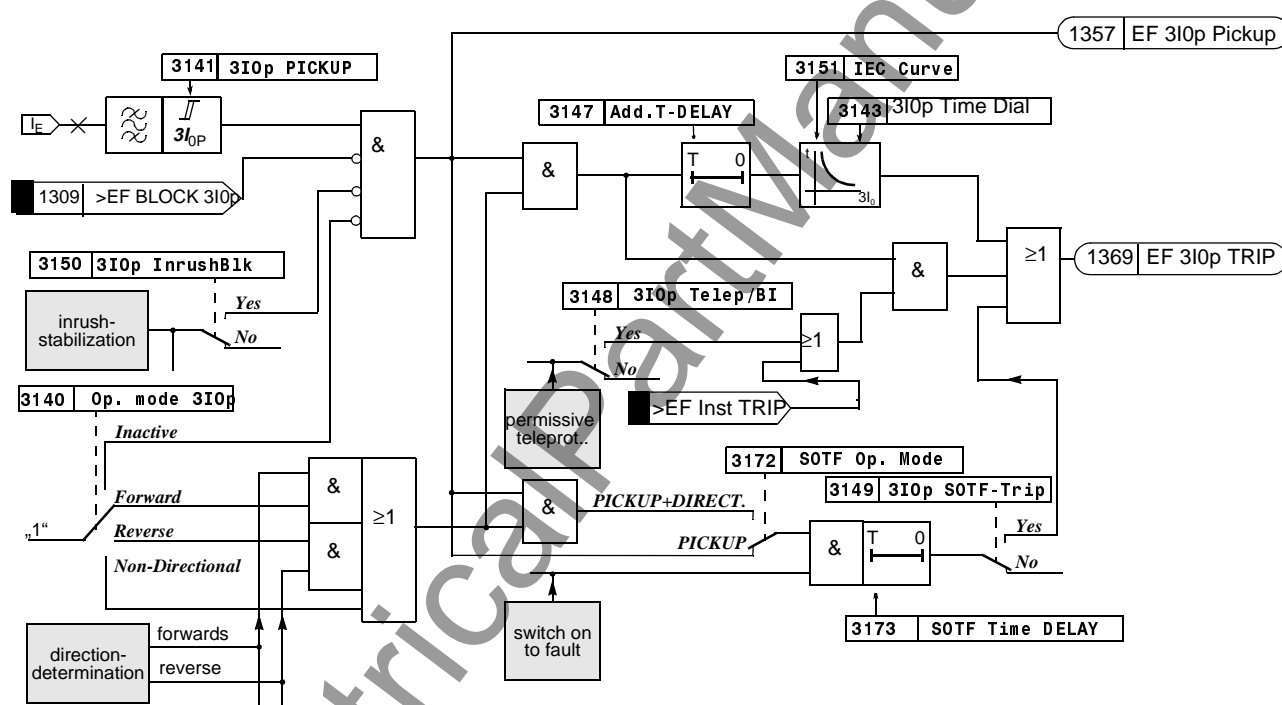 1357 EF 3I0p Pickup
3141 3I0p PICKUP
3151 IEC Curve
3147 Add.T-DELAY
3143 3I0p Time Dial
IE
3I0P
&
&
T 0
t
3I0
1309 >EF BLOCK 3I0p
≥1
1369 EF 3I0p TRIP
3150 3I0p InrushBlk
&
3148 3I0p Telep/BI
inrush-
stabilization
Yes
No
Yes
No
≥1
3140 Op. mode 3I0p
>EF Inst TRIP
permissive
teleprot..
Inactive
3172 SOTF Op. Mode
3149 3I0p SOTF-Trip
&
Forward
≥1
&
PICKUP+DIRECT.
„1“
Reverse
&
PICKUP
&
T 0
Yes
No
Non-Directional
switch on
to fault
3173 SOTF Time DELAY
direction-
determination
forwards
reverse
ctricalPartManu